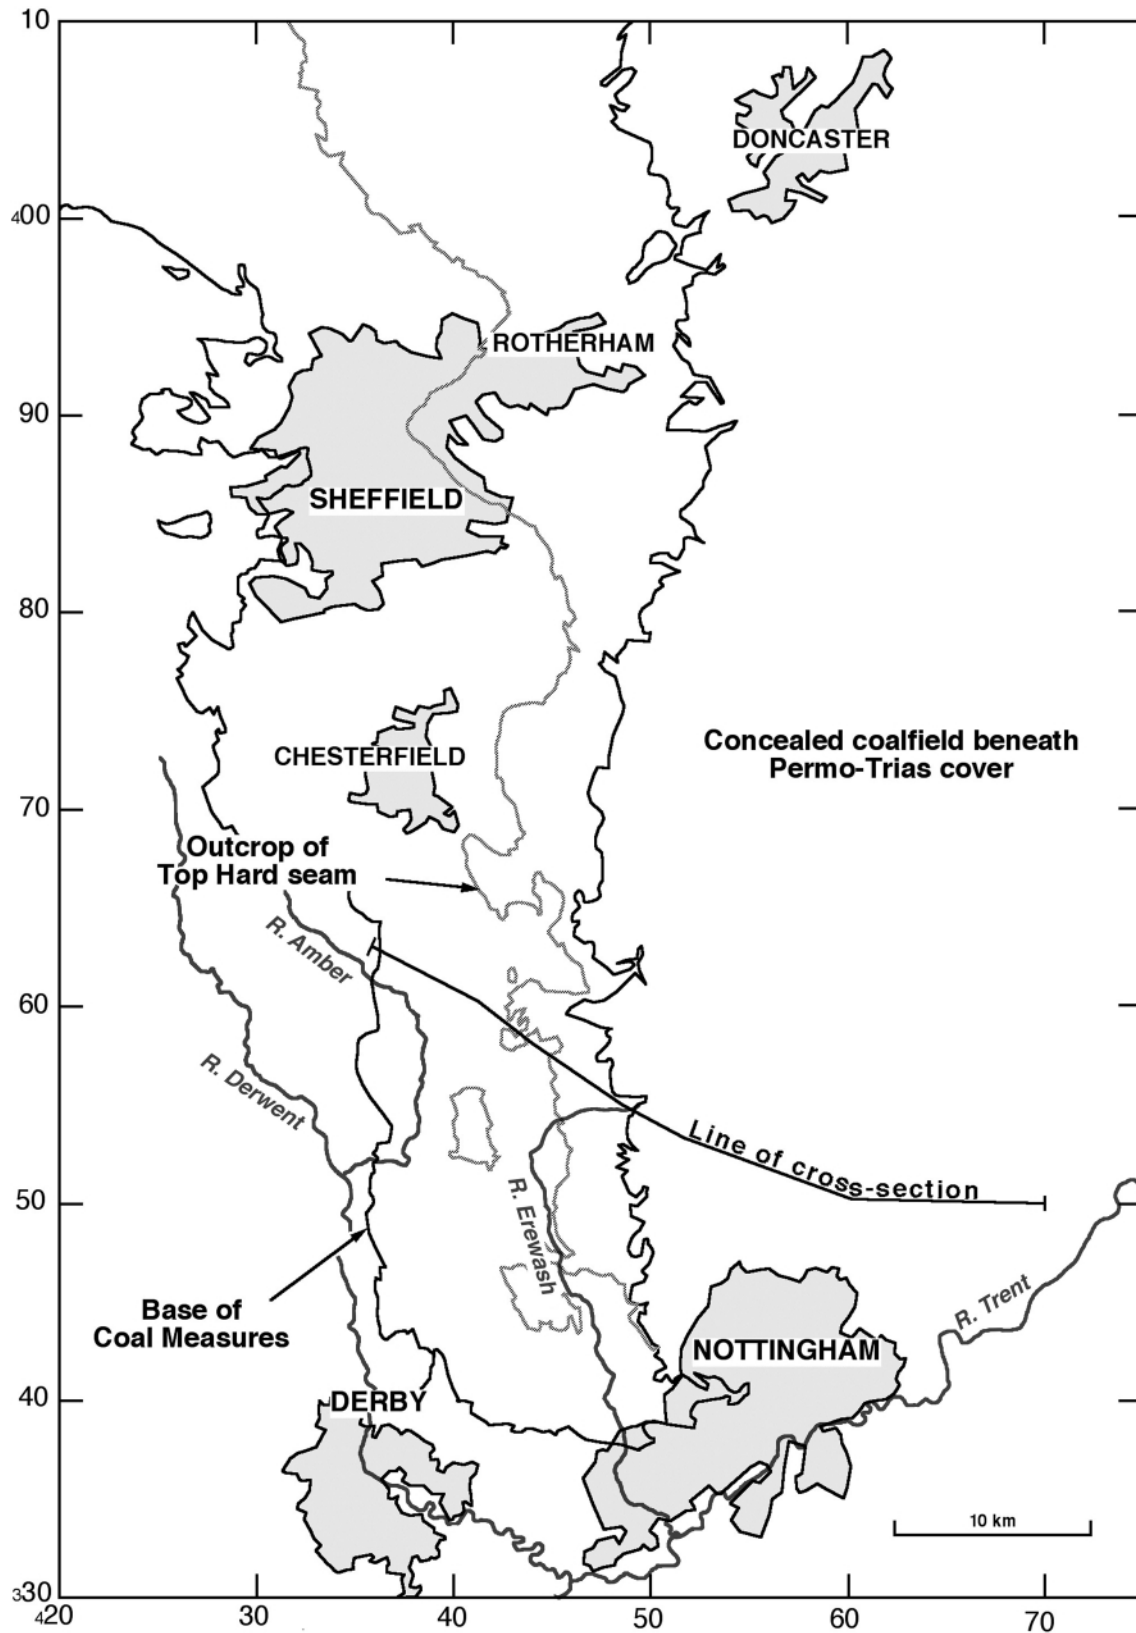 10
DONCASTER
400
ROTHERHAM
90
SHEFFIELD
80
Concealed coalfield beneath
Permo-Trias cover
CHESTERFIELD
70
Outcrop of
Top Hard seam
R. Amber
60
R. Derwent
Line of cross-section
50
R. Erewash
R. Trent
Base of
Coal Measures
NOTTINGHAM
40
DERBY
10 km
330
420
30
40
50
60
70